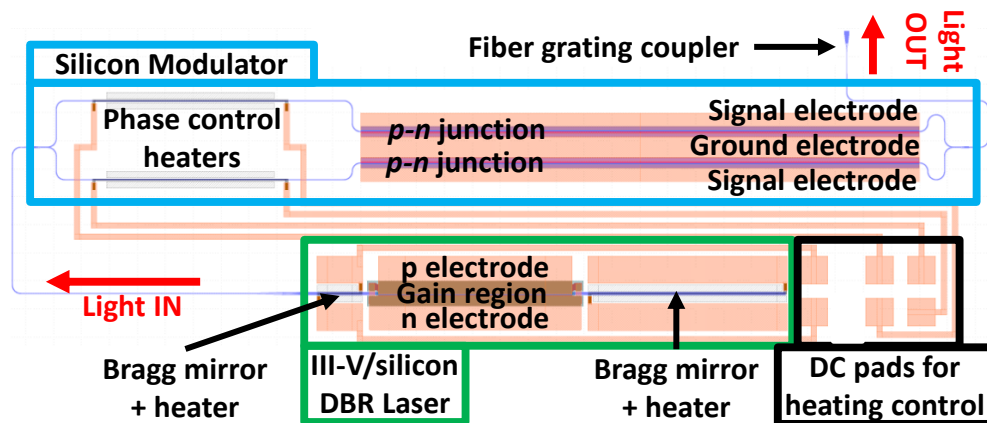 Fiber grating coupler
Light
OUT
Silicon Modulator
Phase control
heaters
p-n junction
p-n junction
Signal electrode
Ground electrode
Signal electrode
Light IN
p electrode
Gain region
n electrode
Bragg mirror
+ heater
III-V/silicon
DBR Laser
Bragg mirror
+ heater
DC pads for
heating control